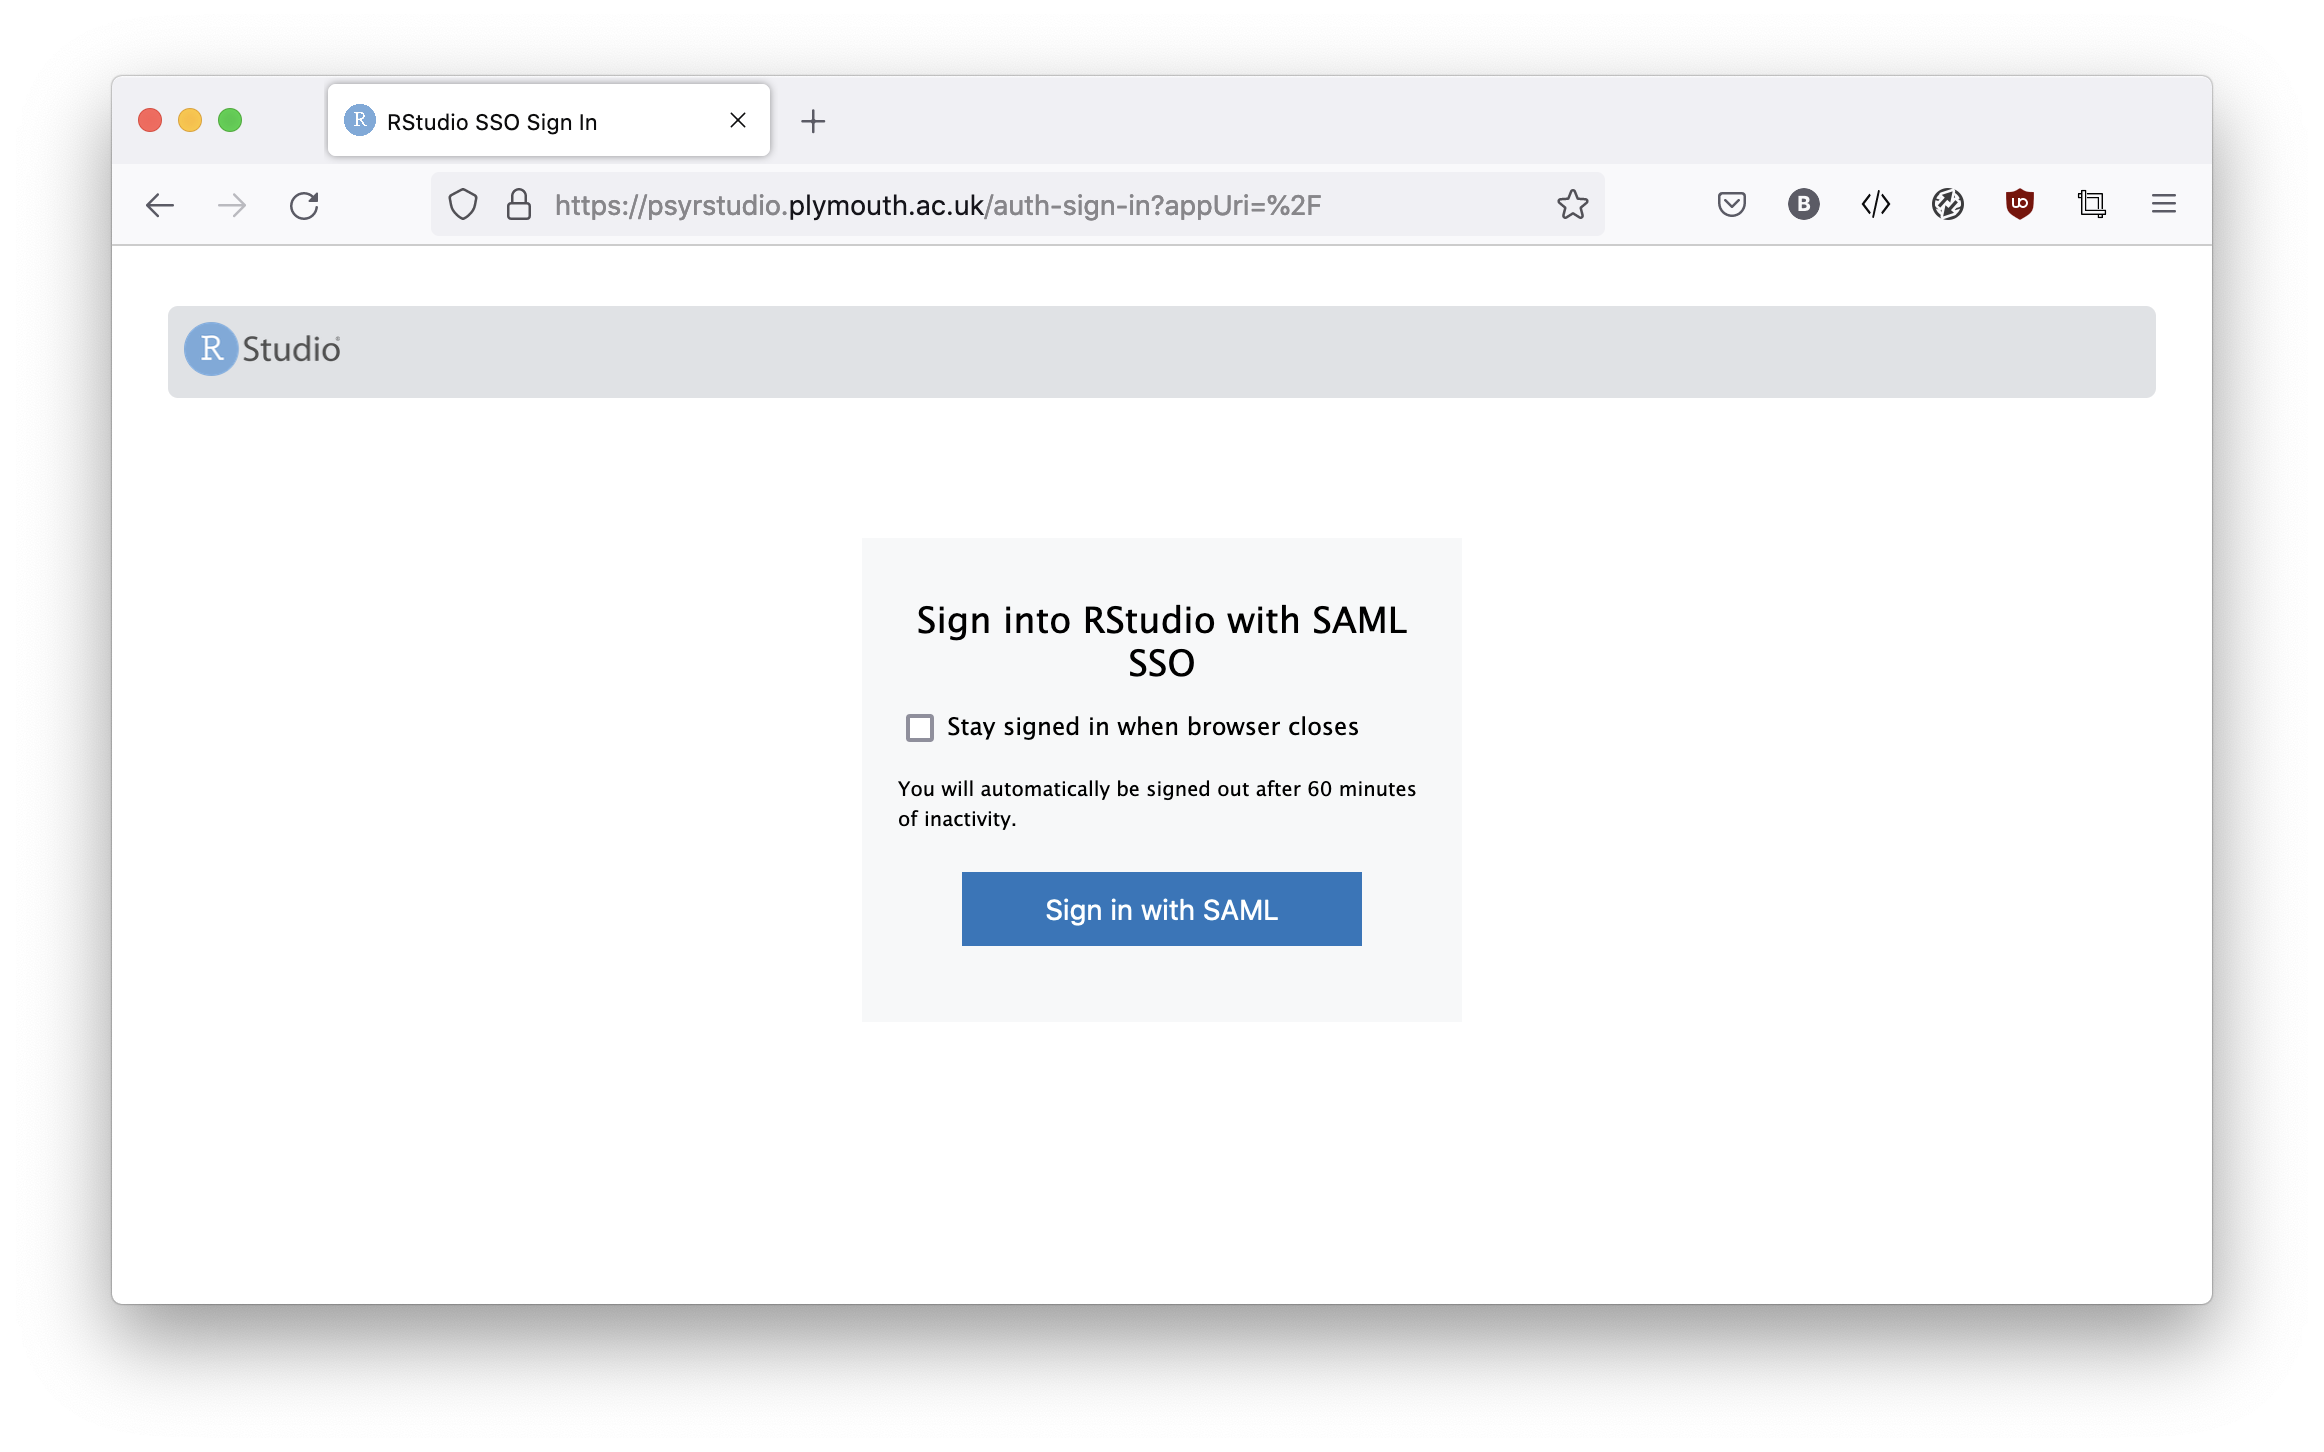 R RStudio SSO Sign In
https://psyrstudio.plymouth.ac.uk/auth-sign-in?appUri=%2F
B
UO
R Studio®
Sign into RStudio with SAML
SSO
Stay signed in when browser closes
You will automatically be signed out after 60 minutes
of inactivity.
Sign in with SAML